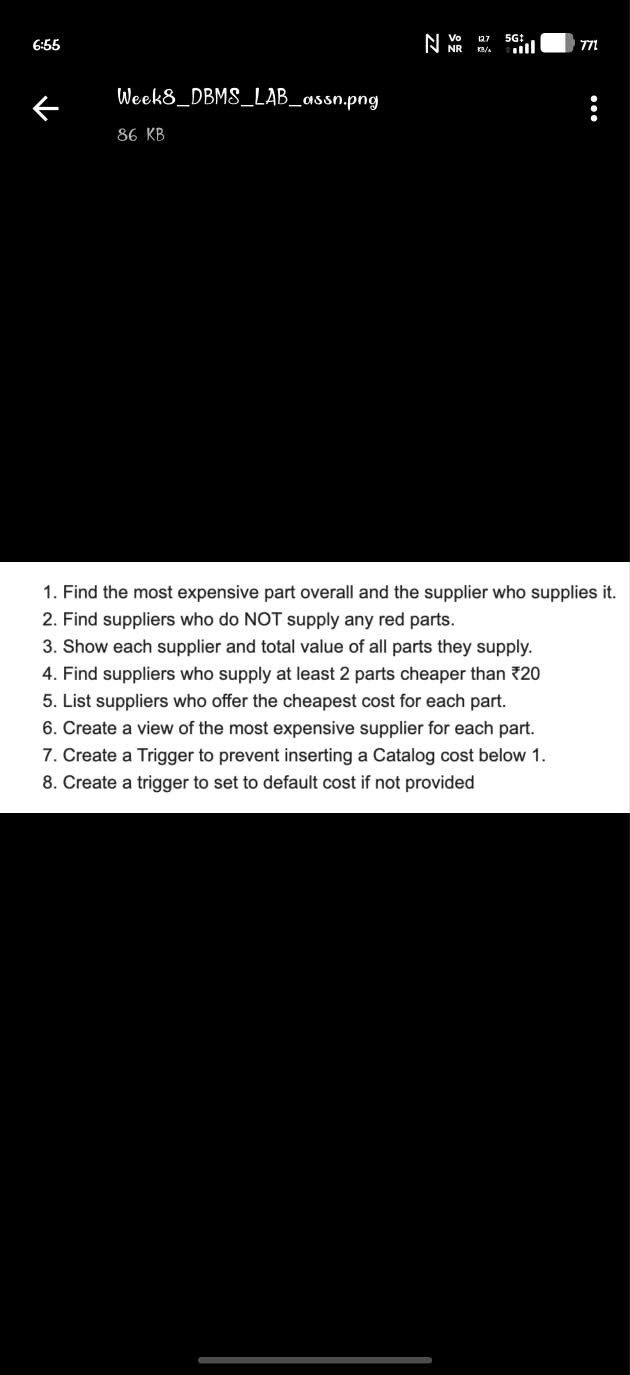 6:55
Vo NR 12.7 KB/s 5G 77%
Week8_DBMS_LAB_assn.png
86 KB
1. Find the most expensive part overall and the supplier who supplies it.
2. Find suppliers who do NOT supply any red parts.
3. Show each supplier and total value of all parts they supply.
4. Find suppliers who supply at least 2 parts cheaper than ₹20
5. List suppliers who offer the cheapest cost for each part.
6. Create a view of the most expensive supplier for each part.
7. Create a Trigger to prevent inserting a Catalog cost below 1.
8. Create a trigger to set to default cost if not provided